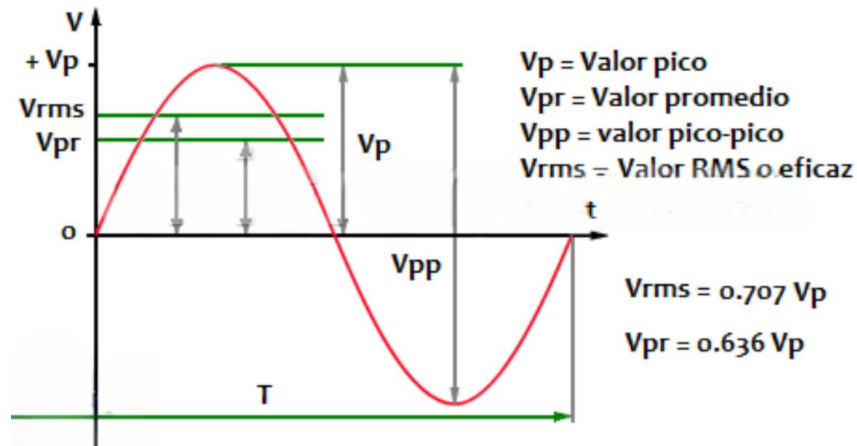 V
+ Vp
Vrms
Vpr
o
Vp
Vpp
T
t
Vp = Valor pico
Vpr = Valor promedio
Vpp = valor pico-pico
Vrms = Valor RMS o eficaz
Vrms = 0.707 Vp
Vpr = 0.636 Vp